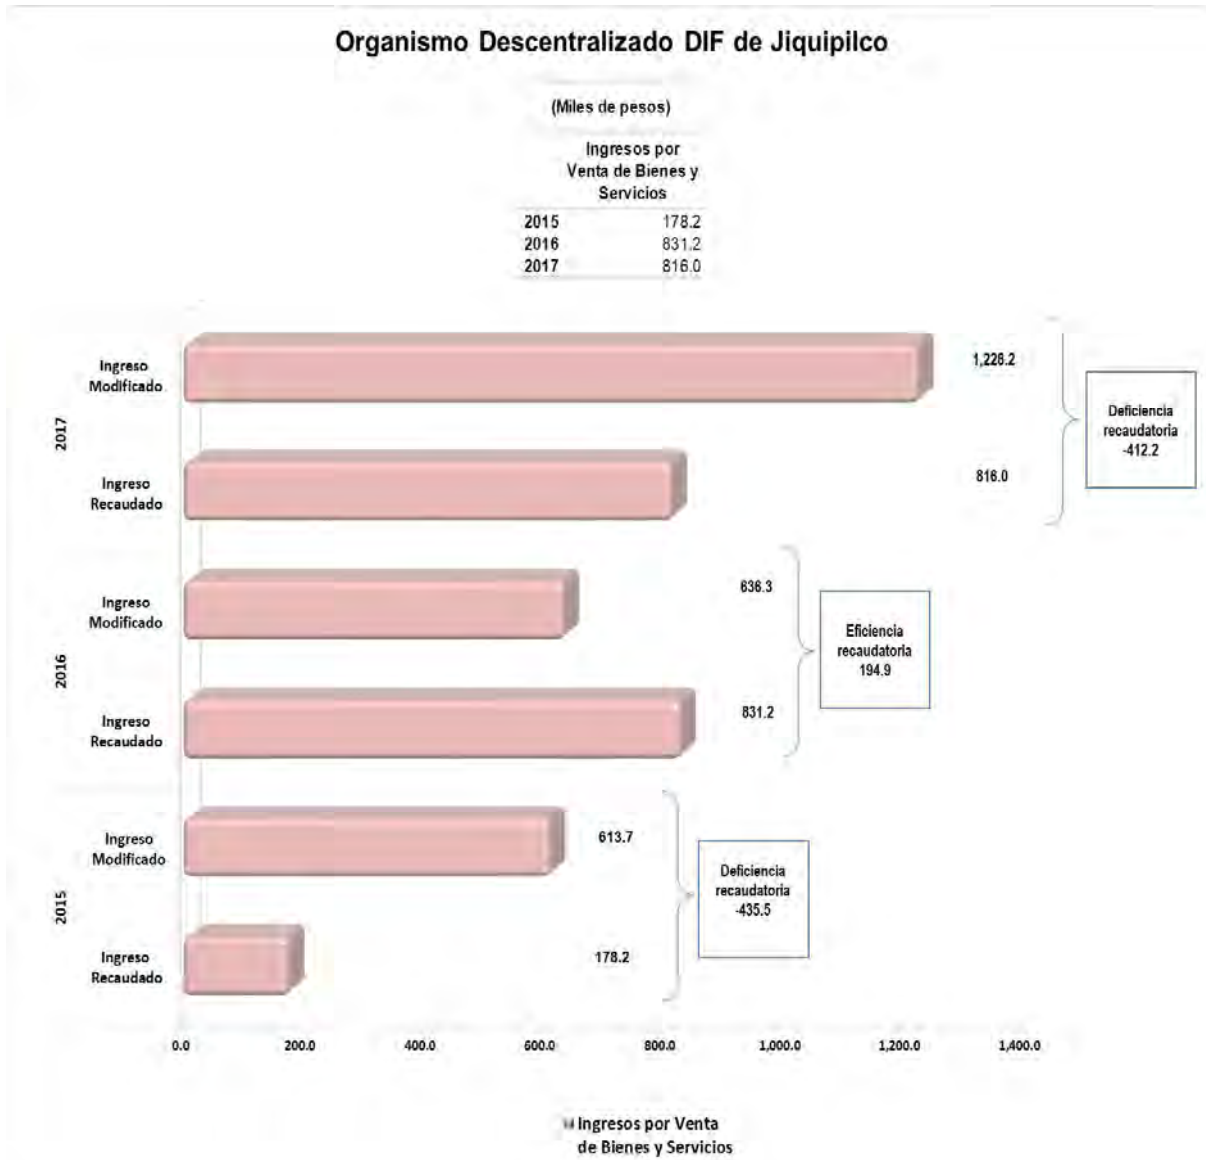 Organismo Descentralizado DIF de Jiquipilco
(Miles de pesos)
Ingresos por
Venta de Bienes y
Servicios
2015 178.2
2016 831.2
2017 816.0
2017
Ingreso
Modificado
1,228.2
Ingreso
Recaudado
816.0
Deficiencia
recaudatoria
-412.2
2016
Ingreso
Modificado
636.3
Ingreso
Recaudado
831.2
Eficiencia
recaudatoria
194.9
2015
Ingreso
Modificado
613.7
Ingreso
Recaudado
178.2
Deficiencia
recaudatoria
-435.5
0.0 200.0 400.0 600.0 800.0 1,000.0 1,200.0 1,400.0
Ingresos por Venta
de Bienes y Servicios